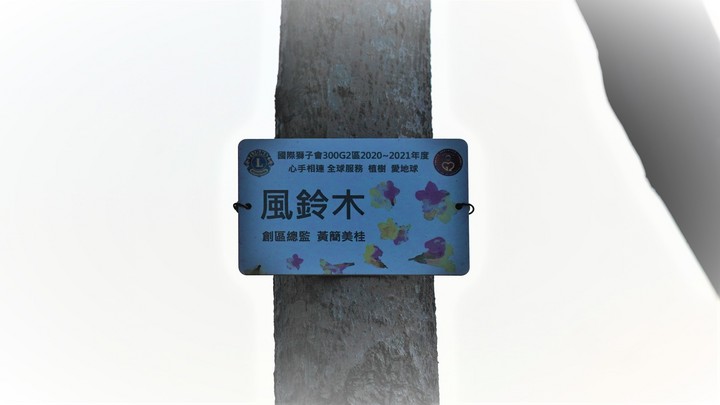 國際獅子會300G2區2020~2021年度
心手相連 全球服務 植樹 愛地球
風鈴木
創區總監 黃簡美桂